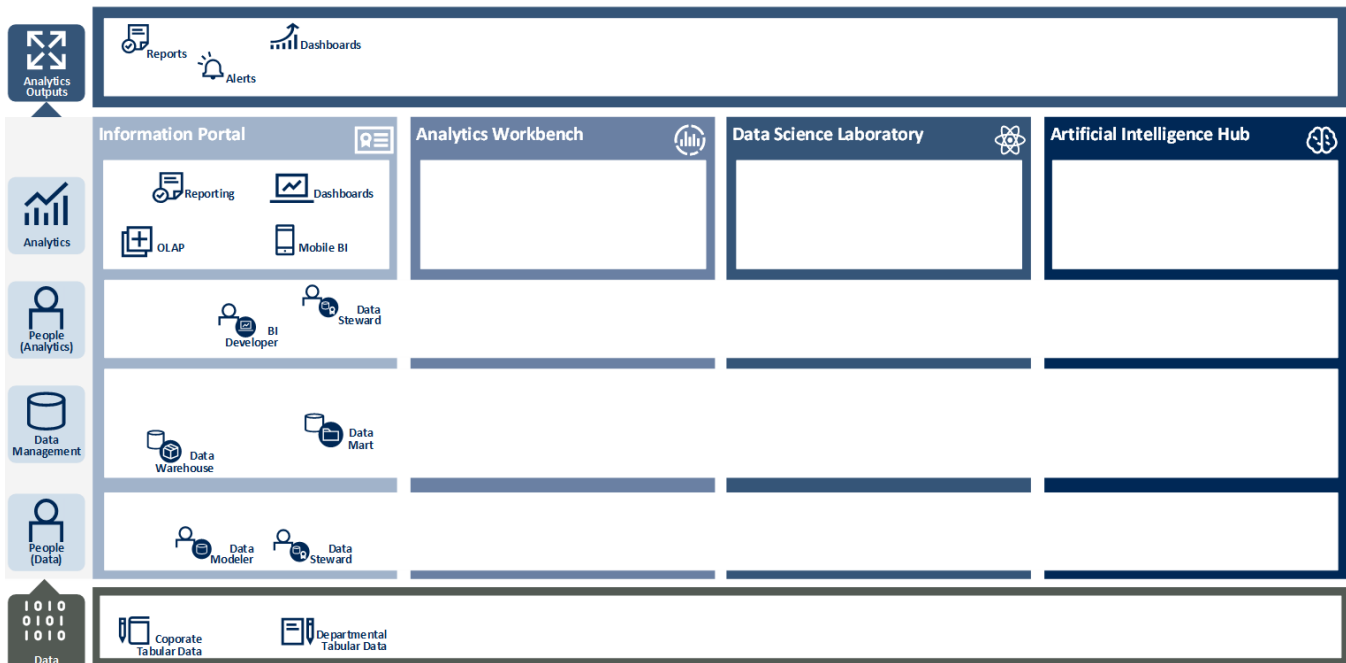 Analytics
Outputs
Reports
Alerts
Dashboards
Information Portal
Analytics Workbench
Data Science Laboratory
Artificial Intelligence Hub
Analytics
Reporting
Dashboards
OLAP
Mobile BI
People
(Analytics)
BI
Developer
Data
Steward
Data
Management
Data
Warehouse
Data
Mart
People
(Data)
Data
Modeler
Data
Steward
1010
0101
1010
Data
Coporate
Tabular Data
Departmental
Tabular Data